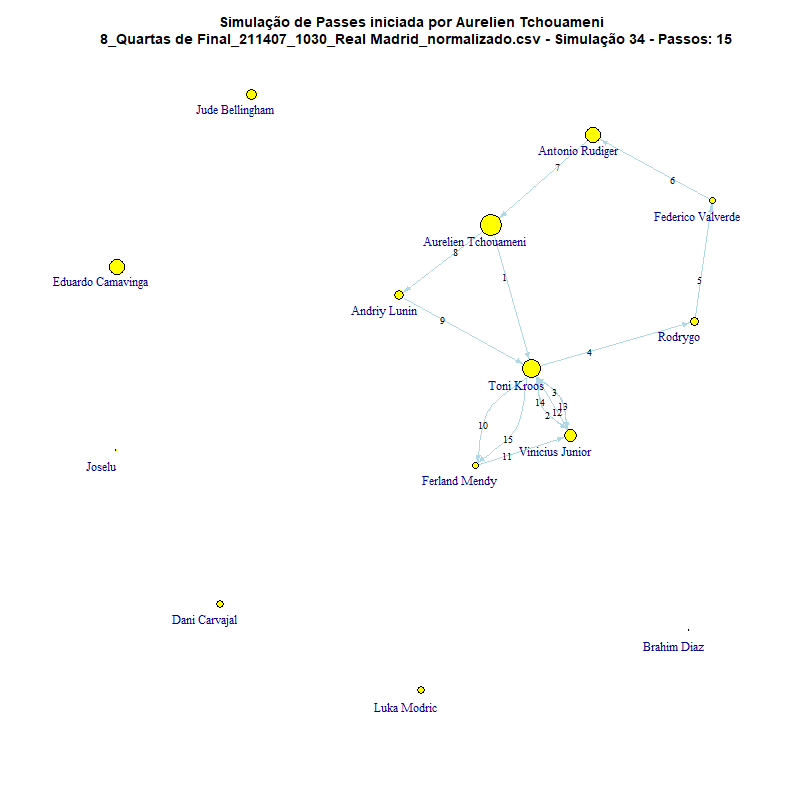 Simulação de Passes iniciada por Aurelien Tchouameni
8_Quartas de Final_211407_1030_Real Madrid_normalizado.csv - Simulação 34 - Passos: 15
Jude Bellingham
Antonio Rudiger
7
6
Federico Valverde
Aurelien Tchouameni
8
Eduardo Camavinga
1
5
Andriy Lunin
9
Rodrygo
4
Toni Kroos
3
14
13
12
2
10
15
Vinicius Junior
11
Joselu
Ferland Mendy
Dani Carvajal
Brahim Diaz
Luka Modric